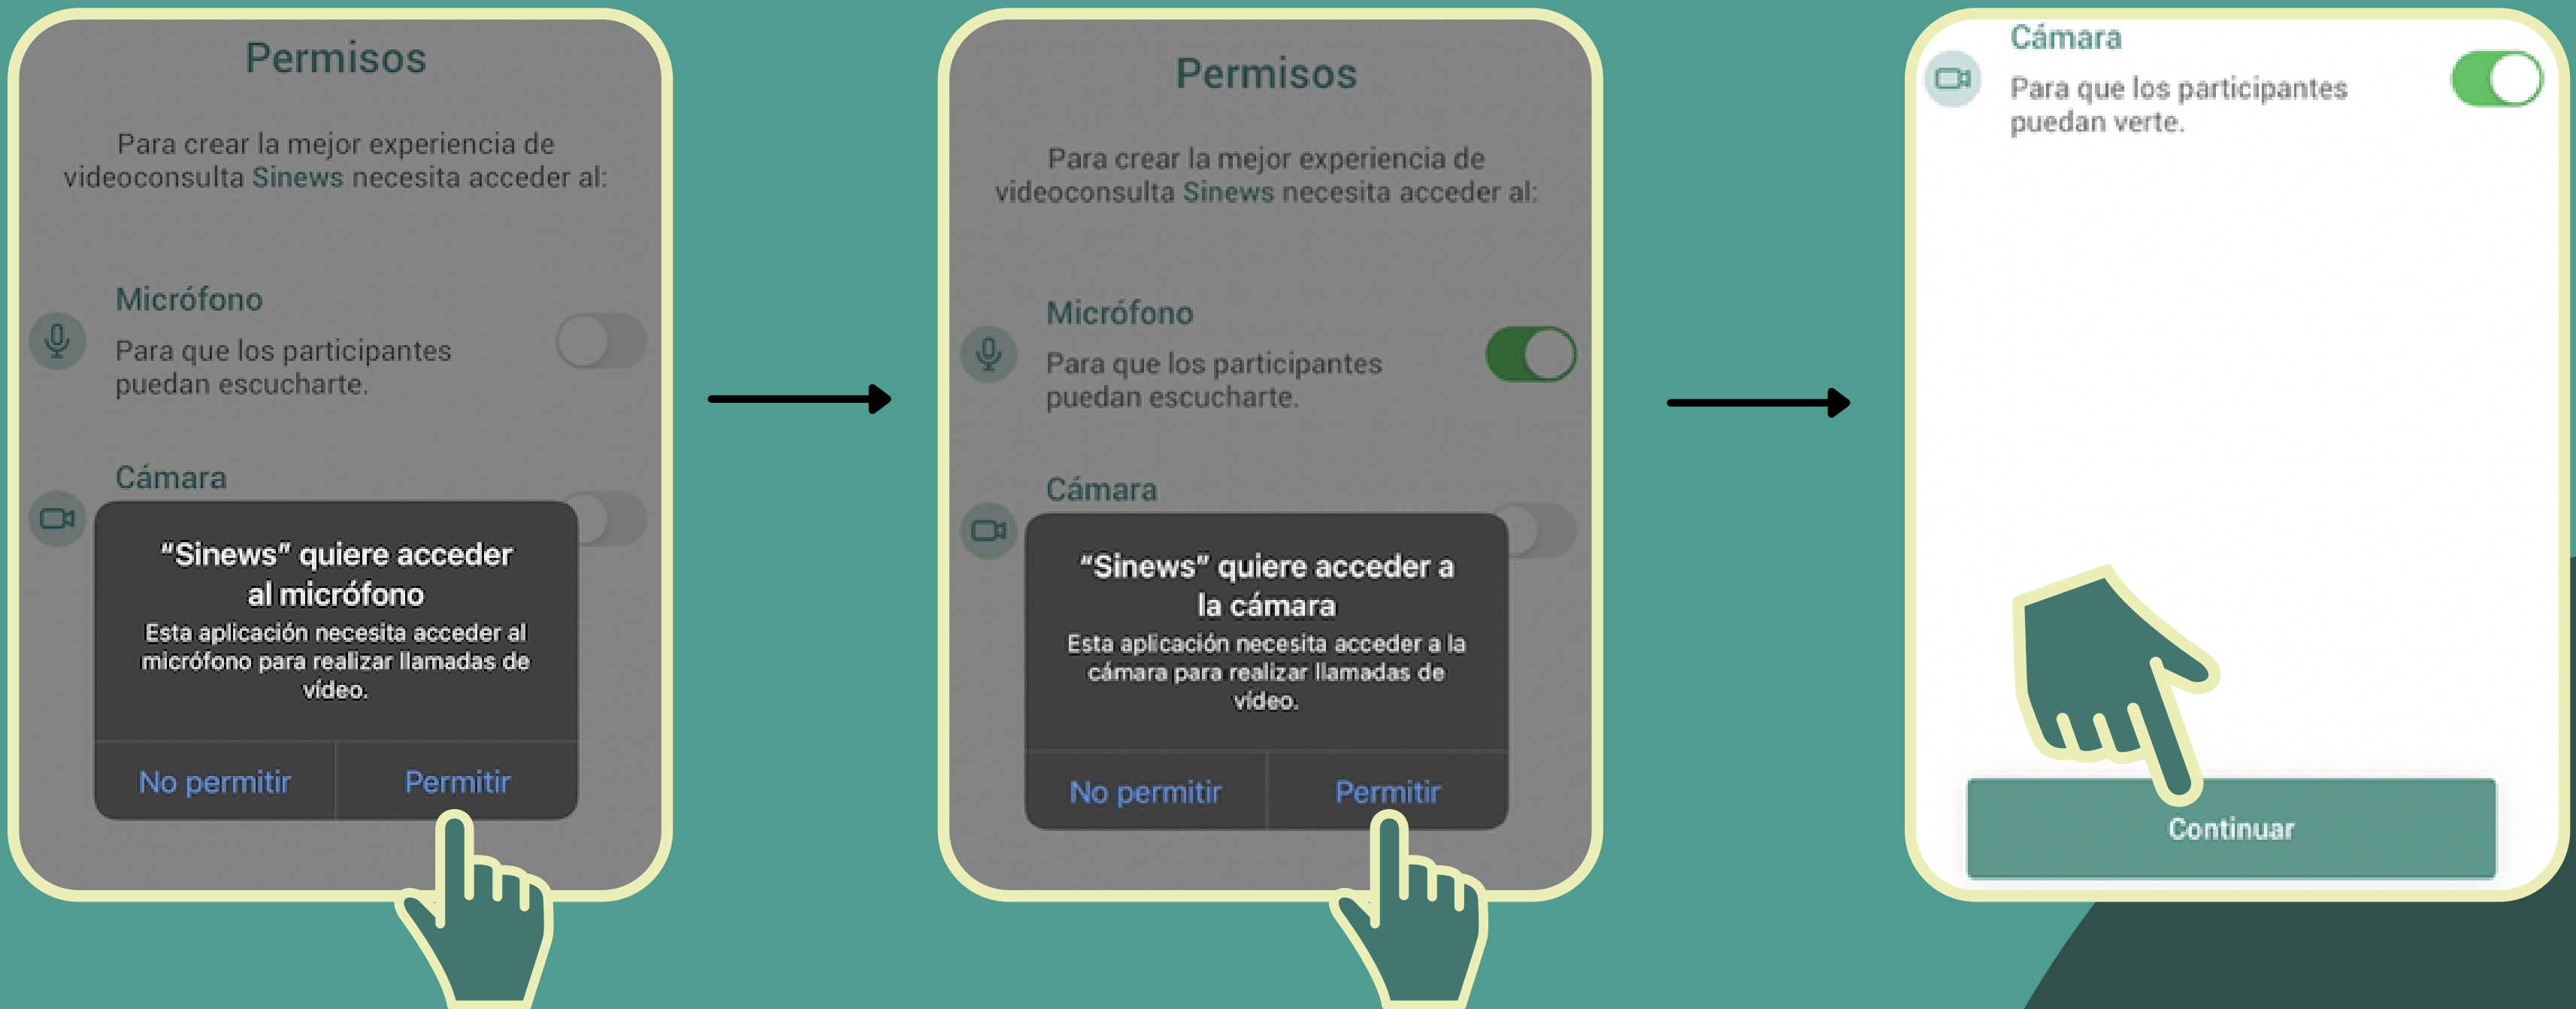 Permisos
Para crear la mejor experiencia de
videoconsulta Sinews necesita acceder al:
Micrófono
Para que los participantes
puedan escucharte.
Cámara
“Sinews” quiere acceder
al micrófono
Esta aplicación necesita acceder al
micrófono para realizar llamadas de
vídeo.
No permitir
Permitir
Permisos
Para crear la mejor experiencia de
videoconsulta Sinews necesita acceder al:
Micrófono
Para que los participantes
puedan escucharte.
Cámara
“Sinews” quiere acceder a
la cámara
Esta aplicación necesita acceder a la
cámara para realizar llamadas de
vídeo.
No permitir
Permitir
Cámara
Para que los participantes
puedan verte.
Continuar